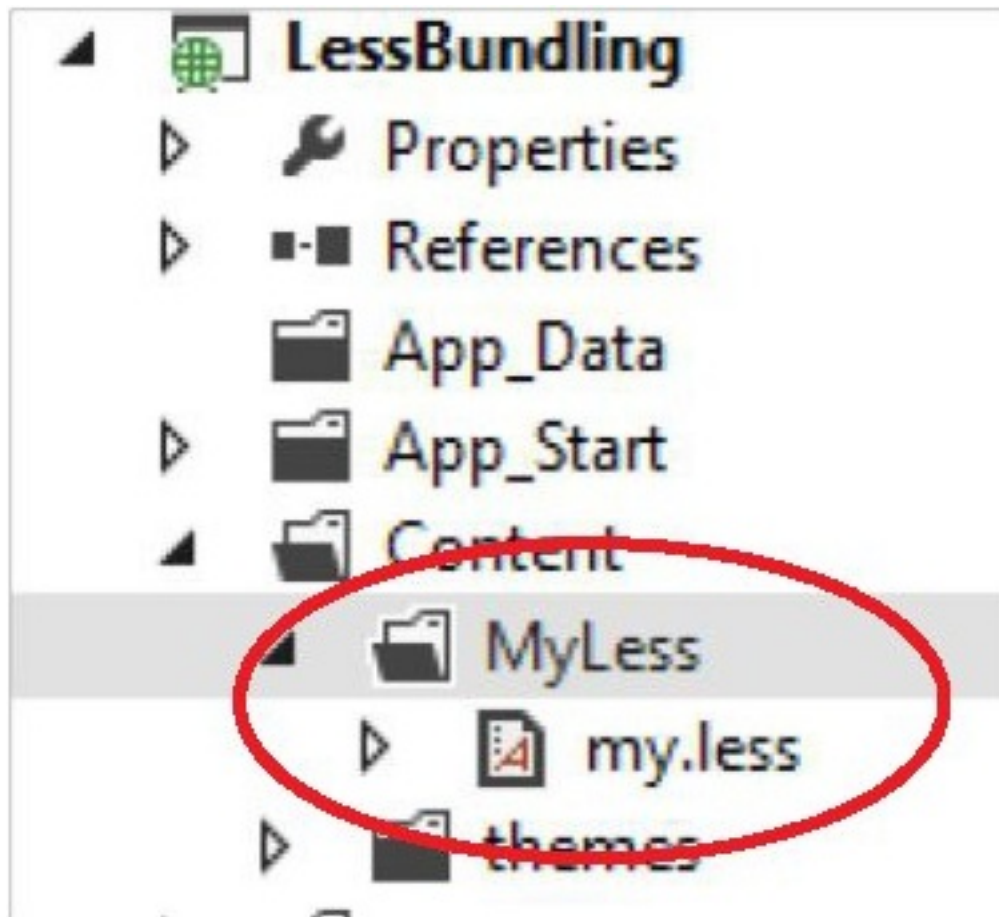 LessBundling
Properties
References
App_Data
App_Start
Content
MyLess
my.less
themes